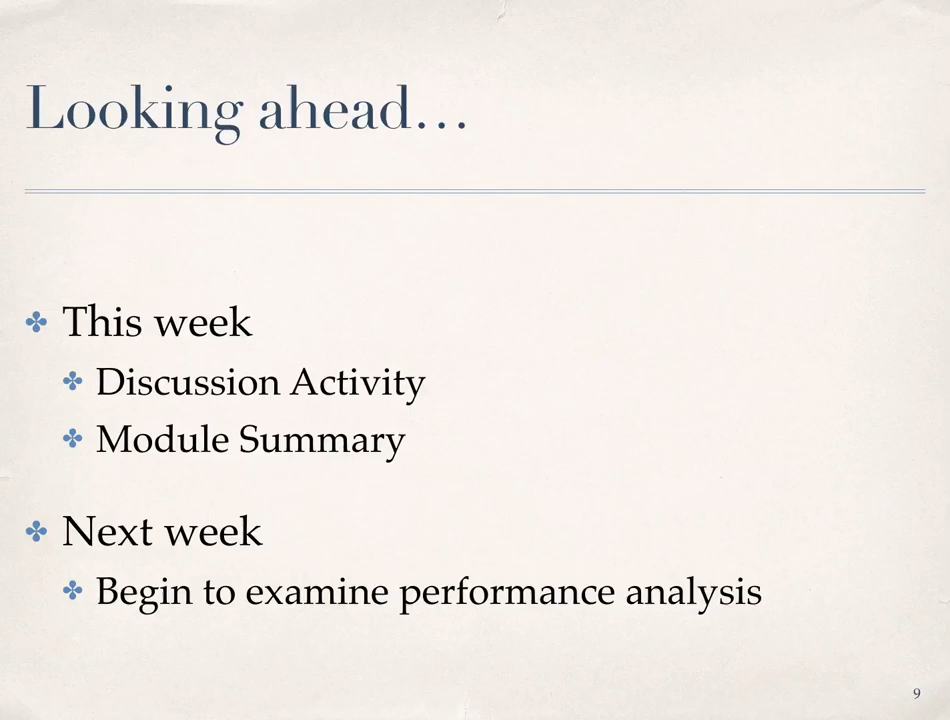 Looking ahead…
This week
Discussion Activity
Module Summary
Next week
Begin to examine performance analysis
9